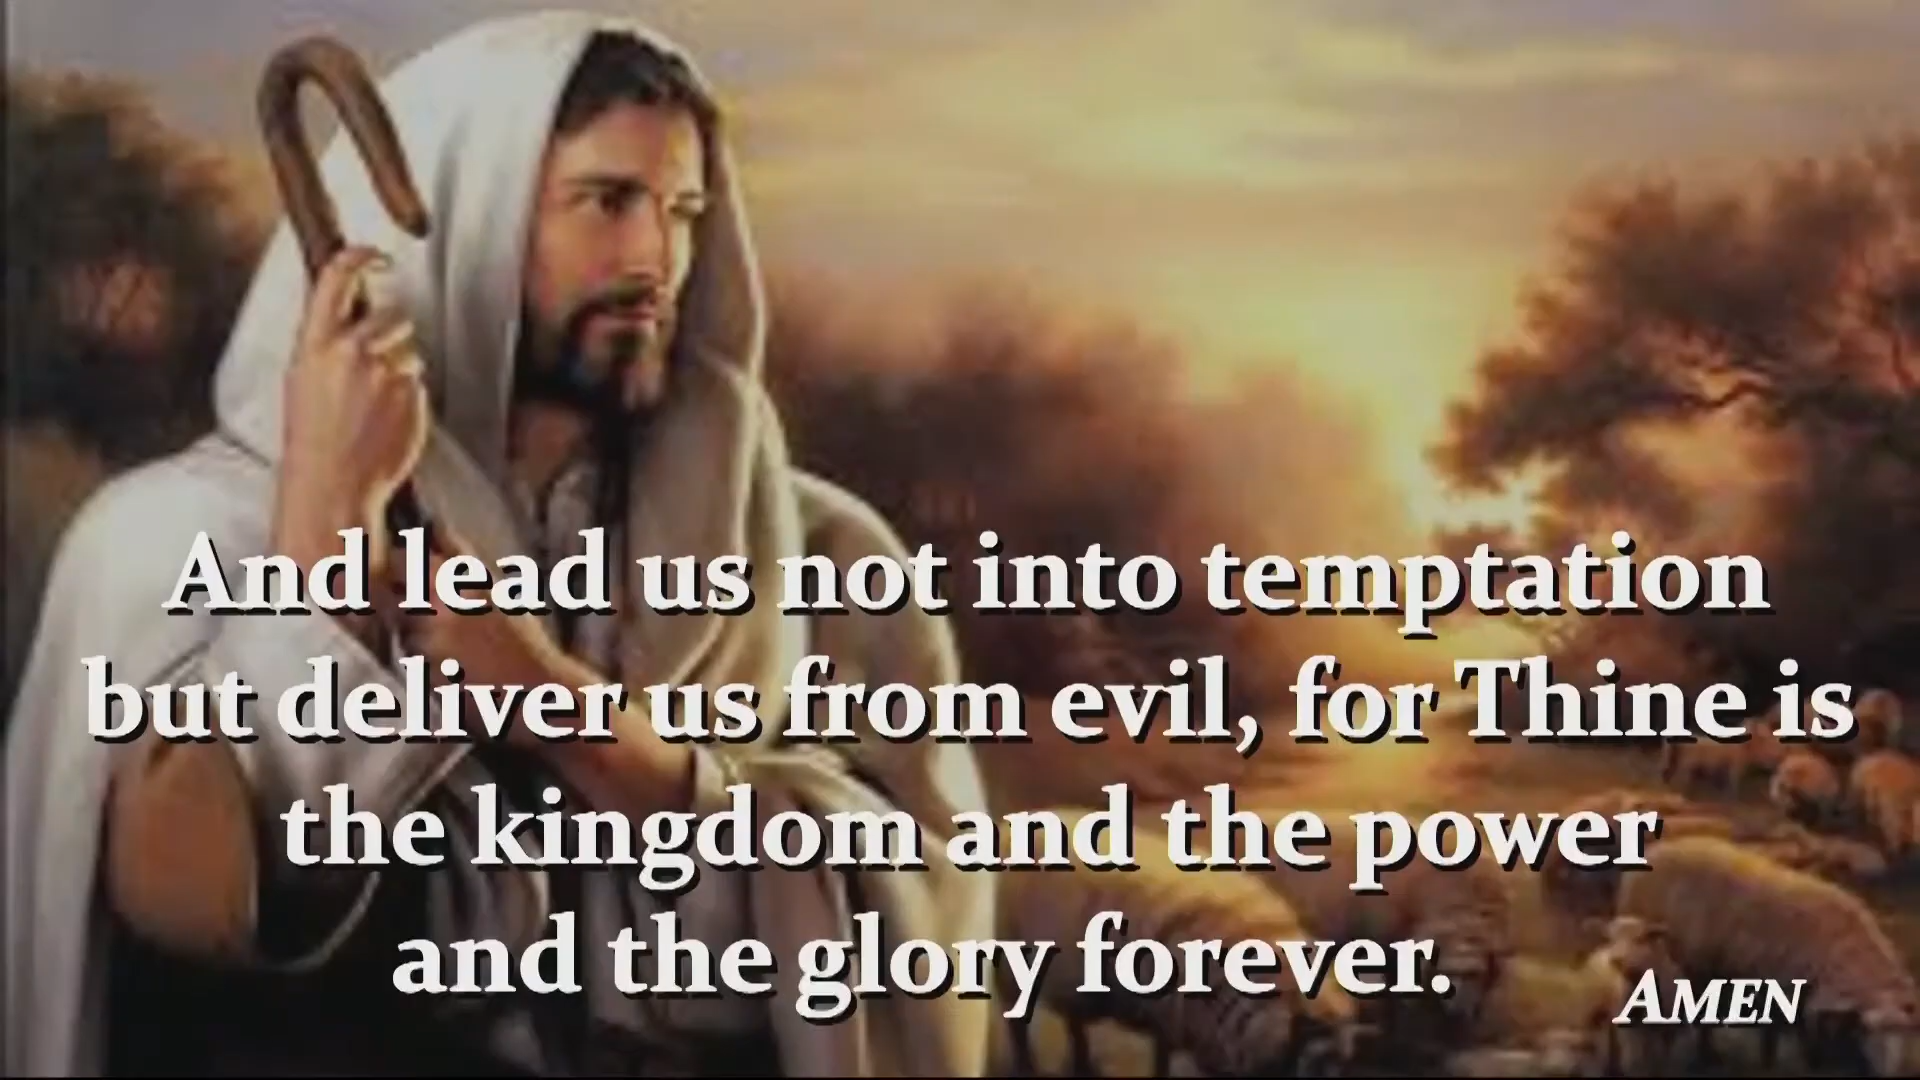 And lead us not into temptation
but deliver us from evil, for Thine is
the kingdom and the power
and the glory forever.
AMEN